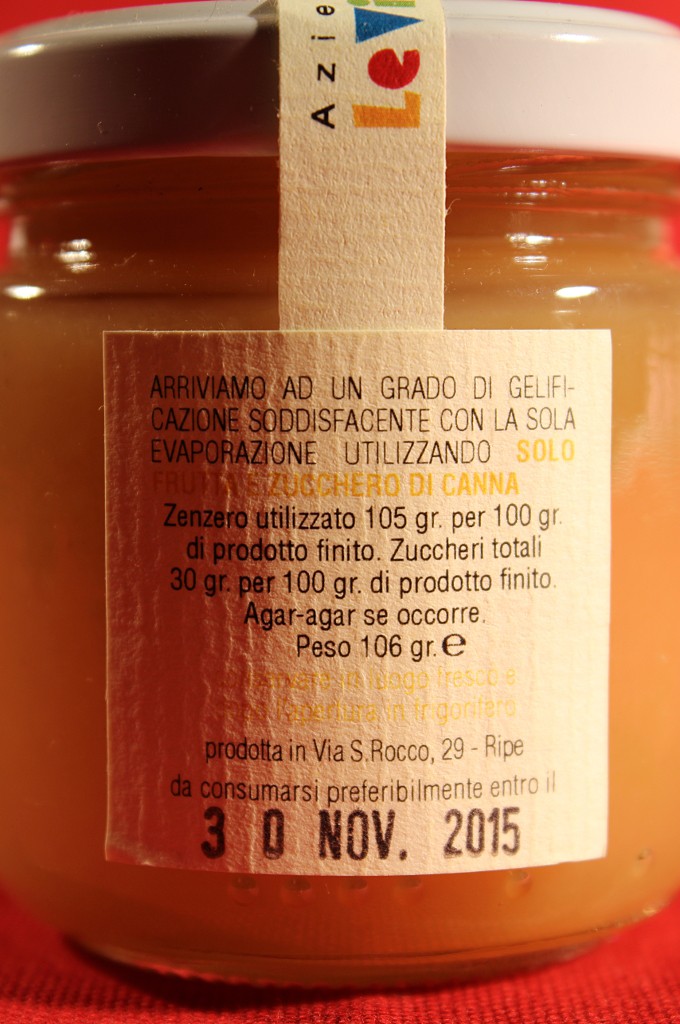 Azie
Le
ARRIVIAMO AD UN GRADO DI GELIFI-
CAZIONE SODDISFACENTE CON LA SOLA
EVAPORAZIONE UTILIZZANDO SOLO
FRUTTA E ZUCCHERO DI CANNA
Zenzero utilizzato 105 gr. per 100 gr.
di prodotto finito. Zuccheri totali
30 gr. per 100 gr. di prodotto finito.
Agar-agar se occorre.
Peso 106 gr. ℮
in luogo fresco e
l'apertura in frigorifero
prodotta in Via S.Rocco, 29 - Ripe
da consumarsi preferibilmente entro il
30 NOV. 2015